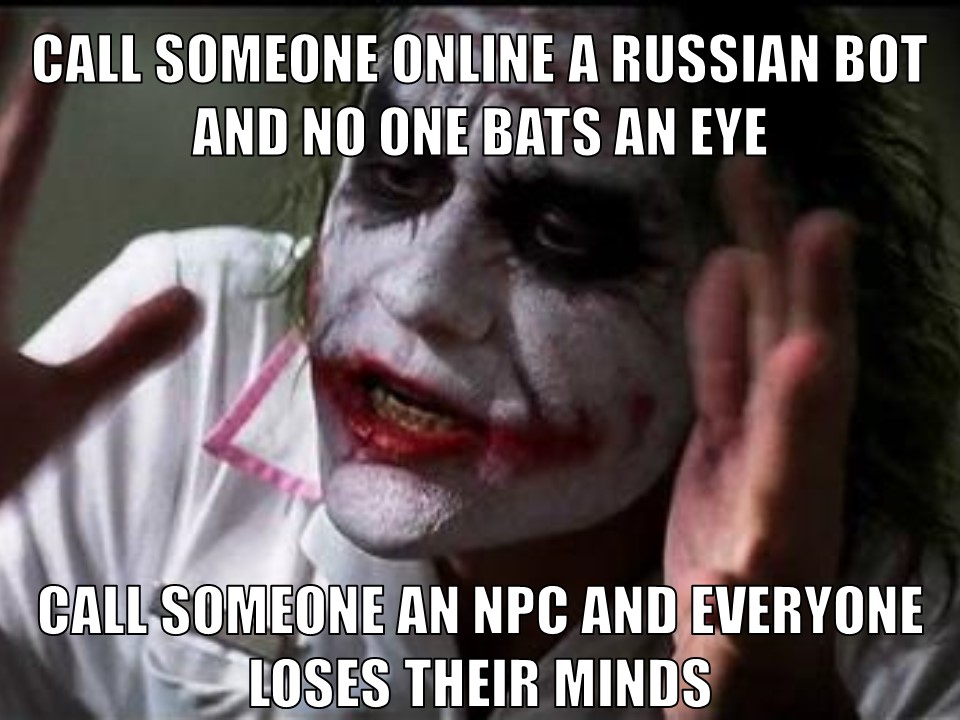 CALL SOMEONE ONLINE A RUSSIAN BOT
AND NO ONE BATS AN EYE
CALL SOMEONE AN NPC AND EVERYONE
LOSES THEIR MINDS